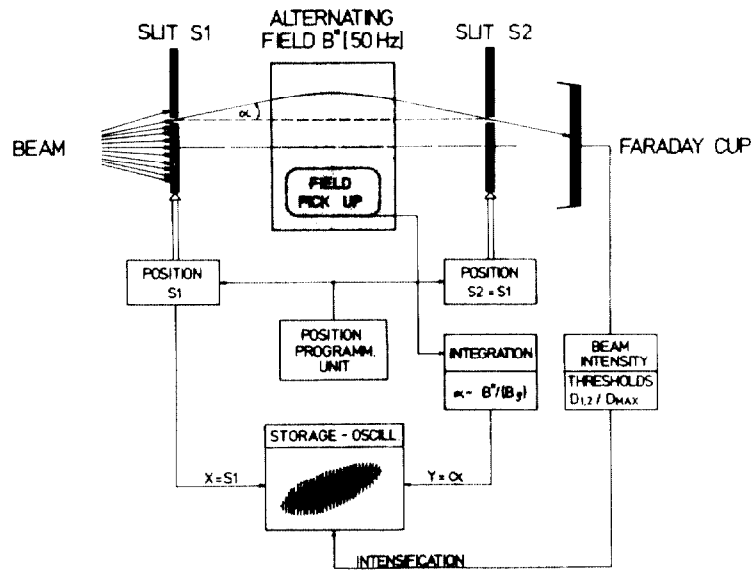 SLIT S1
ALTERNATING
FIELD B* [50 Hz]
SLIT S2
α
BEAM
FARADAY CUP
FIELD
PICK UP
POSITION
S1
POSITION
S2 = S1
POSITION
PROGRAMM.
UNIT
INTEGRATION
α ~ B*/(Bρ)
BEAM
INTENSITY
THRESHOLDS
D1,2 / DMAX
STORAGE - OSCILL.
X=S1
Y=α
INTENSIFICATION